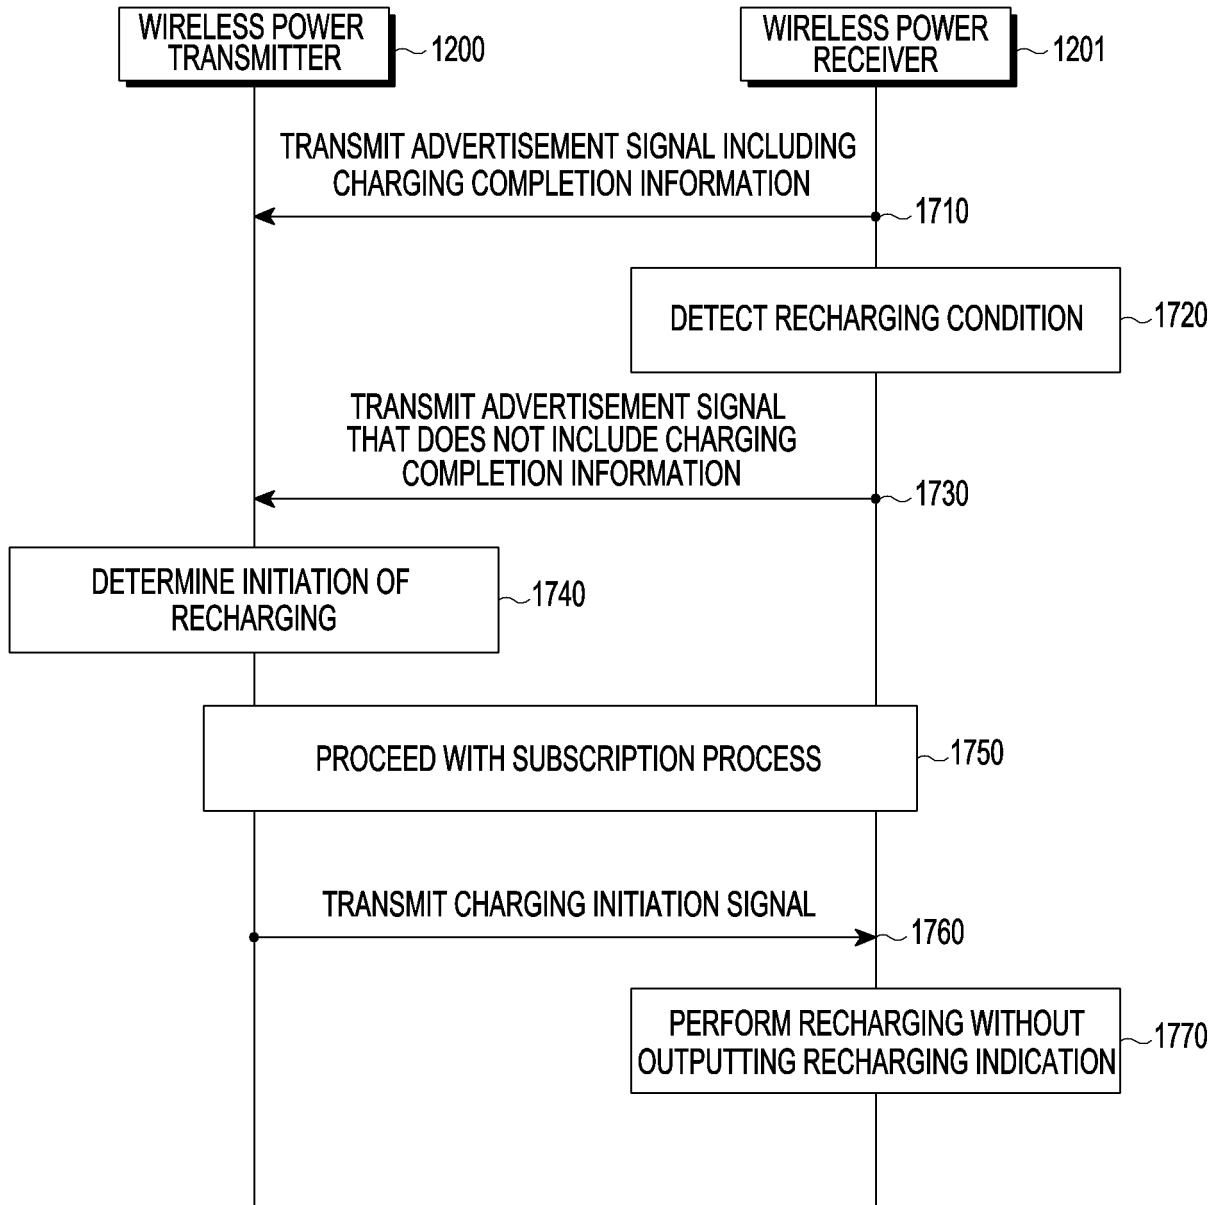 WIRELESS POWER
TRANSMITTER
1200
WIRELESS POWER
RECEIVER
1201
TRANSMIT ADVERTISEMENT SIGNAL INCLUDING
CHARGING COMPLETION INFORMATION
1710
DETECT RECHARGING CONDITION
1720
TRANSMIT ADVERTISEMENT SIGNAL
THAT DOES NOT INCLUDE CHARGING
COMPLETION INFORMATION
1730
DETERMINE INITIATION OF
RECHARGING
1740
PROCEED WITH SUBSCRIPTION PROCESS
1750
TRANSMIT CHARGING INITIATION SIGNAL
1760
PERFORM RECHARGING WITHOUT
OUTPUTTING RECHARGING INDICATION
1770